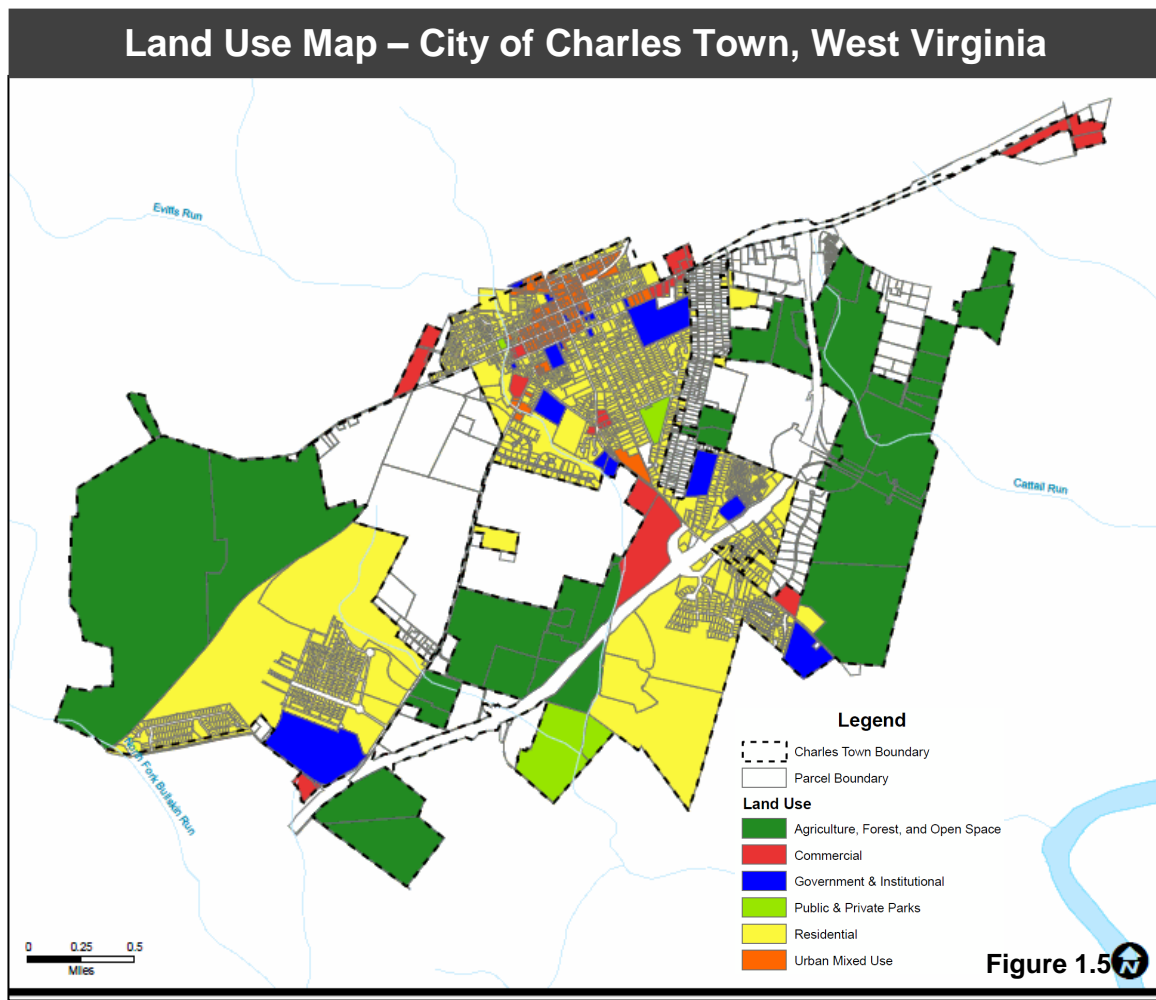 Land Use Map – City of Charles Town, West Virginia
Evitts Run
Cattail Run
North Fork Bullskin Run
Legend
Charles Town Boundary
Parcel Boundary
Land Use
Agriculture, Forest, and Open Space
Commercial
Government & Institutional
Public & Private Parks
Residential
Urban Mixed Use
0 0.25 0.5
Miles
Figure 1.5
N